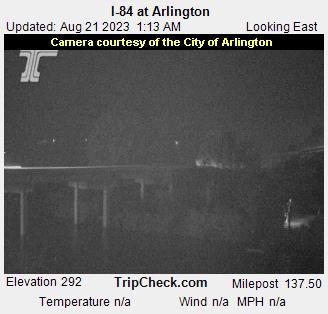 I-84 at Arlington
Updated: Aug 21 2023 1:13 AM Looking East
Camera courtesy of the City of Arlington
Elevation 292 TripCheck.com Milepost 137.50
Temperature n/a Wind n/a MPH n/a